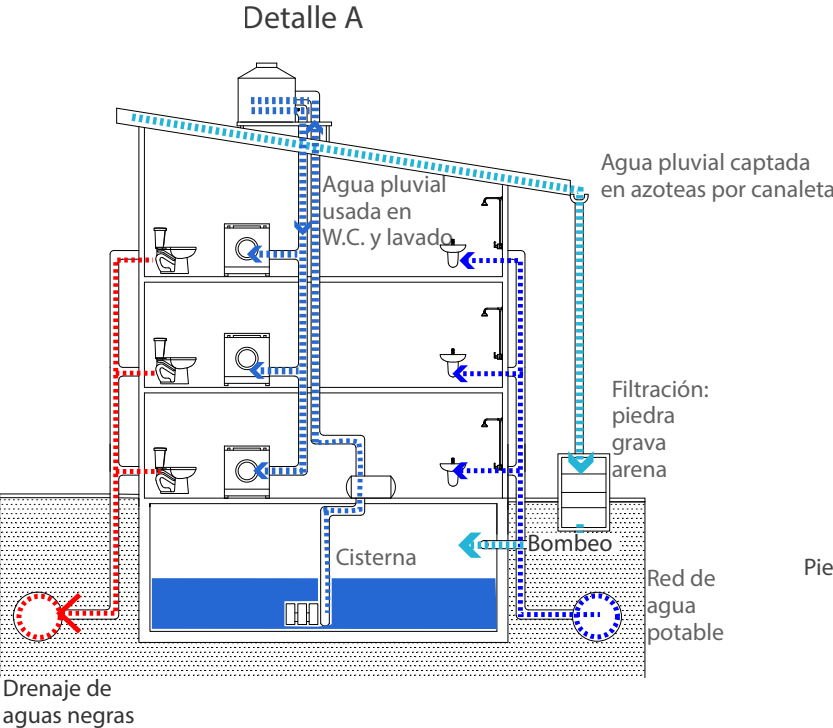 Detalle A
Agua pluvial captada
en azoteas por canaleta
Agua pluvial
usada en
W.C. y lavado
Filtración:
piedra
grava
arena
Cisterna
Bombeo
Pie
Red de
agua
potable
Drenaje de
aguas negras